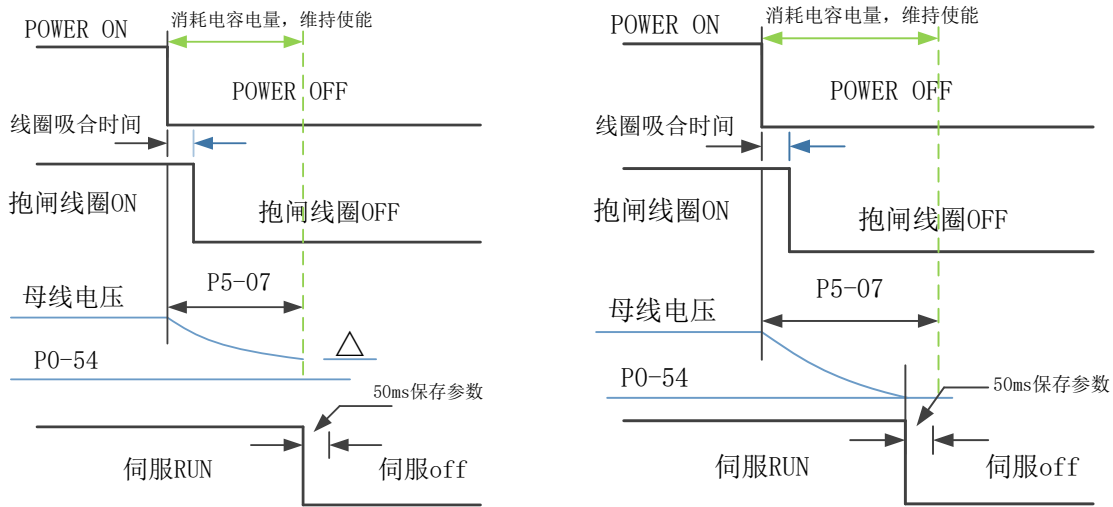 消耗电容电量，维持使能
POWER ON
POWER OFF
线圈吸合时间
抱闸线圈ON
抱闸线圈OFF
P5-07
母线电压
P0-54
50ms保存参数
伺服RUN
伺服off
消耗电容电量，维持使能
POWER ON
POWER OFF
线圈吸合时间
抱闸线圈ON
抱闸线圈OFF
P5-07
母线电压
P0-54
50ms保存参数
伺服RUN
伺服off